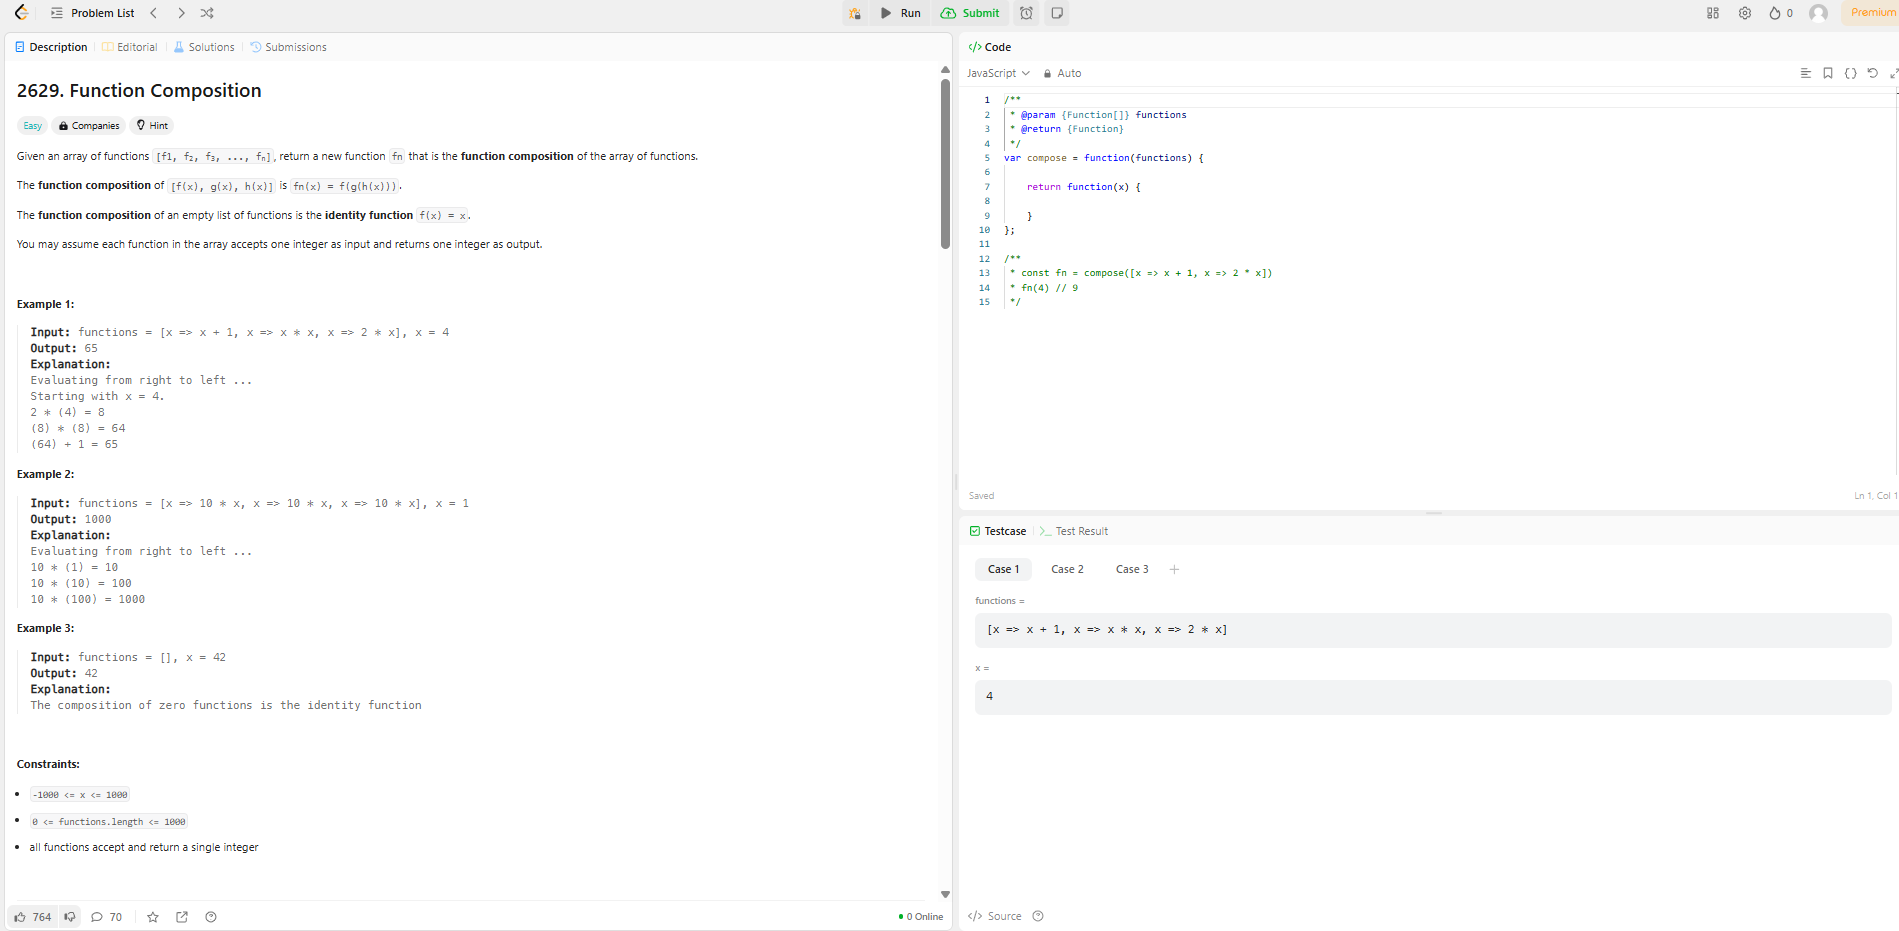 Problem List
Run
Submit
0
Premium
Description
Editorial
Solutions
Submissions
2629. Function Composition
Easy
Companies
Hint
Given an array of functions [f1, f₂, f₃, ..., fₙ], return a new function fn that is the function composition of the array of functions.
The function composition of [f(x), g(x), h(x)] is fn(x) = f(g(h(x))).
The function composition of an empty list of functions is the identity function f(x) = x.
You may assume each function in the array accepts one integer as input and returns one integer as output.
Example 1:
Input: functions = [x => x + 1, x => x * x, x => 2 * x], x = 4
Output: 65
Explanation:
Evaluating from right to left ...
Starting with x = 4.
2 * (4) = 8
(8) * (8) = 64
(64) + 1 = 65
Example 2:
Input: functions = [x => 10 * x, x => 10 * x, x => 10 * x], x = 1
Output: 1000
Explanation:
Evaluating from right to left ...
10 * (1) = 10
10 * (10) = 100
10 * (100) = 1000
Example 3:
Input: functions = [], x = 42
Output: 42
Explanation:
The composition of zero functions is the identity function
Constraints:
-1000 <= x <= 1000
0 <= functions.length <= 1000
all functions accept and return a single integer
764
70
0 Online
</> Code
JavaScript
Auto
1 /**
2 * @param {Function[]} functions
3 * @return {Function}
4 */
5 var compose = function(functions) {
6
7 return function(x) {
8
9 }
10 };
11
12 /**
13 * const fn = compose([x => x + 1, x => 2 * x])
14 * fn(4) // 9
15 */
Saved
Ln 1, Col 1
Testcase
Test Result
Case 1
Case 2
Case 3
+
functions =
[x => x + 1, x => x * x, x => 2 * x]
x =
4
</> Source